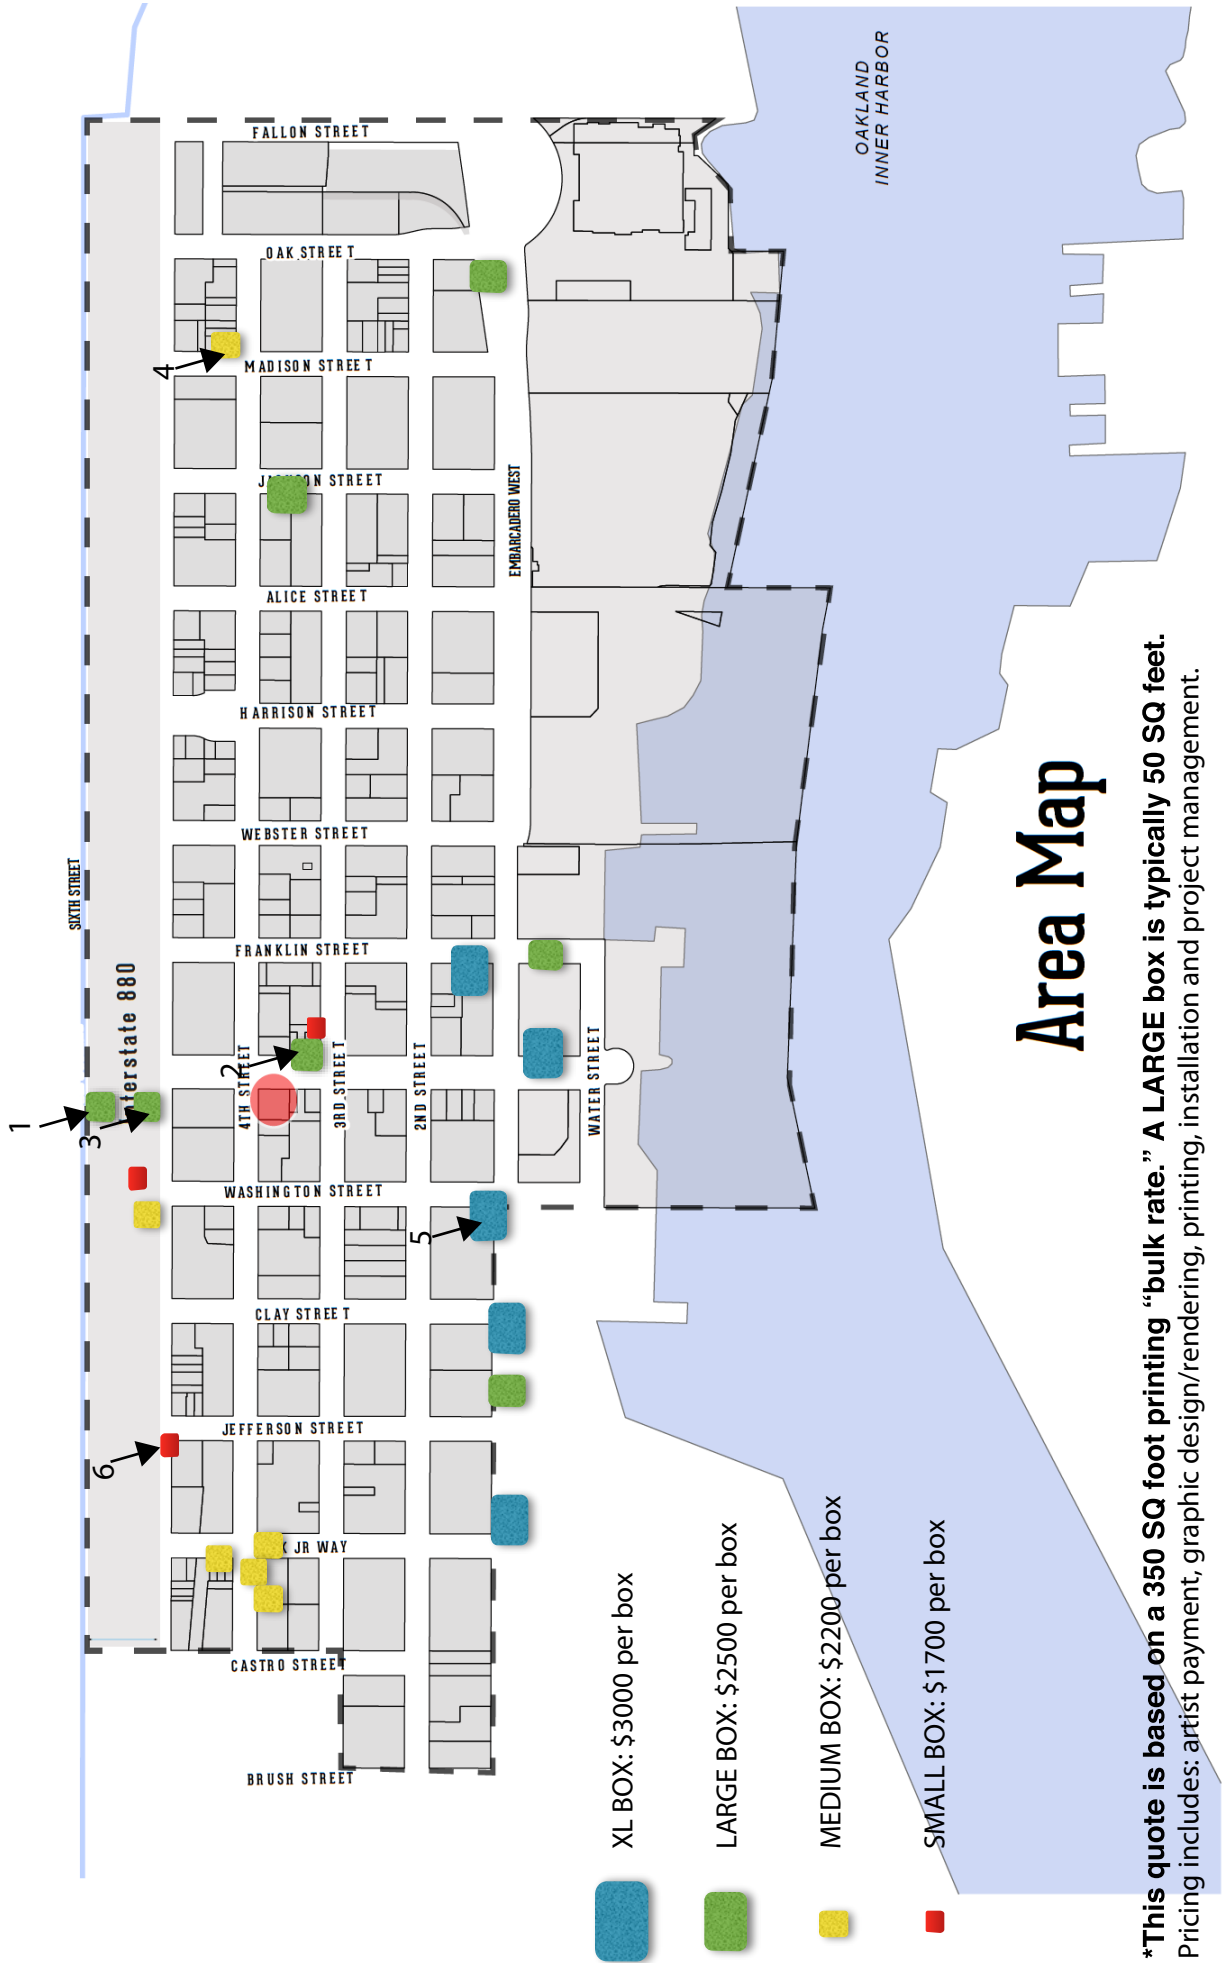 Area Map
SIXTH STREET
terstate 880
BRUSH STREET
CASTRO STREET
K JR WAY
JEFFERSON STREET
CLAY STREET
WASHINGTON STREET
FRANKLIN STREET
WEBSTER STREET
HARRISON STREET
ALICE STREET
STREET
MADISON STREET
OAK STREET
FALLON STREET
4TH STREET
3RD STREET
2ND STREET
WATER STREET
EMBARCADERO WEST
OAKLAND
INNER HARBOR
1
2
3
4
5
6
XL BOX: $3000 per box
LARGE BOX: $2500 per box
MEDIUM BOX: $2200 per box
SMALL BOX: $1700 per box
*This quote is based on a 350 SQ foot printing “bulk rate.” A LARGE box is typically 50 SQ feet.
Pricing includes: artist payment, graphic design/rendering, printing, installation and project management.